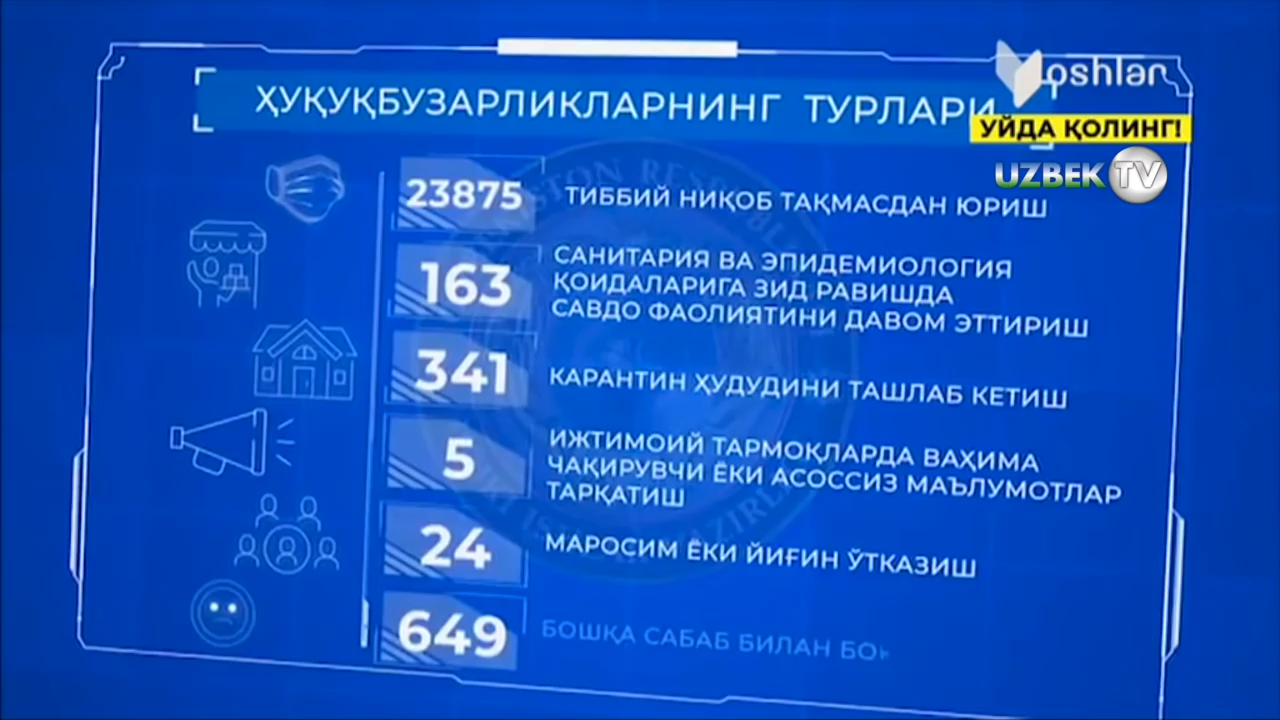 ҲУҚУҚБУЗАРЛИКЛАРНИНГ ТУРЛАРИ
Yoshlar
УЙДА ҚОЛИНГ!
UZBEK TV
23875 ТИББИЙ НИҚОБ ТАҚМАСДАН ЮРИШ
163 САНИТАРИЯ ВА ЭПИДЕМИОЛОГИЯ
ҚОИДАЛАРИГА ЗИД РАВИШДА
САВДО ФАОЛИЯТИНИ ДАВОМ ЭТТИРИШ
341 КАРАНТИН ҲУДУДИНИ ТАШЛАБ КЕТИШ
5 ИЖТИМОИЙ ТАРМОҚЛАРДА ВАҲИМА
ЧАҚИРУВЧИ ЁКИ АСОССИЗ МАЪЛУМОТЛАР
ТАРҚАТИШ
24 МАРОСИМ ЁКИ ЙИҒИН ЎТКАЗИШ
649 БОШҚА САБАБ БИЛАН